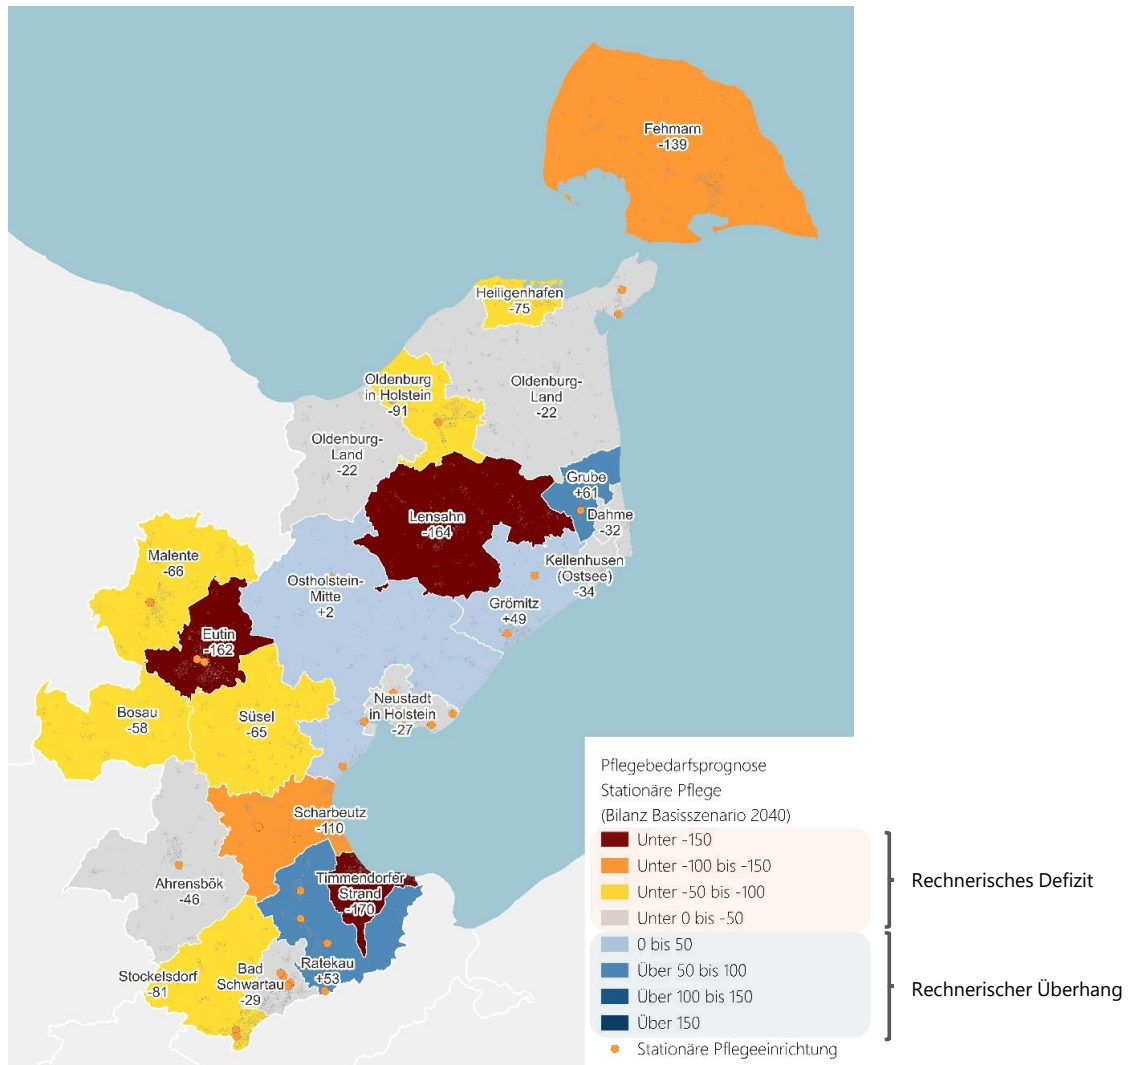 Fehmarn
-139
Heiligenhafen
-75
Oldenburg
in Holstein
-91
Oldenburg-
Land
-22
Oldenburg-
Land
-22
Grube
+61
Lensahn
-164
Dahme
-32
Malente
-66
Kellenhusen
(Ostsee)
-34
Ostholstein-
Mitte
+2
Grömitz
+49
Eutin
-162
Neustadt
in Holstein
-27
Bosau
-58
Süsel
-65
Scharbeutz
-110
Ahrensbök
-46
Timmendorfer
Strand
-170
Ratekau
+53
Bad
Schwartau
-29
Stockelsdorf
-81
Pflegebedarfsprognose
Stationäre Pflege
(Bilanz Basisszenario 2040)
Unter -150
Unter -100 bis -150
Unter -50 bis -100
Unter 0 bis -50
Rechnerisches Defizit
0 bis 50
Über 50 bis 100
Über 100 bis 150
Über 150
Rechnerischer Überhang
Stationäre Pflegeeinrichtung